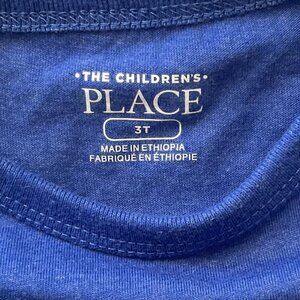 • THE CHILDREN'S •
PLACE
3T
MADE IN ETHIOPIA
FABRIQUÉ EN ÉTHIOPIE